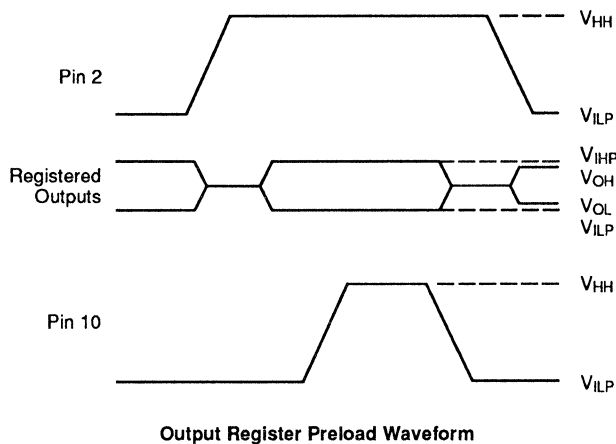 Pin 2
VHH
VILP
Registered
Outputs
VIHP
VOH
VOL
VILP
Pin 10
VHH
VILP
Output Register Preload Waveform